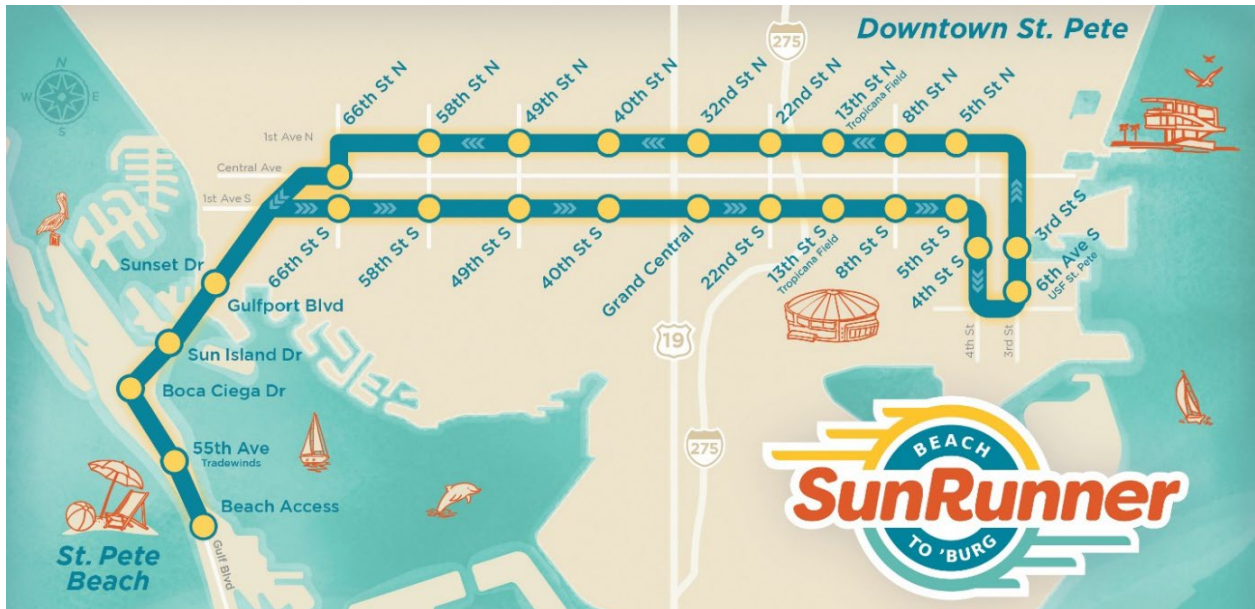 Downtown St. Pete
N
W
E
S
275
66th St N
58th St N
49th St N
40th St N
32nd St N
22nd St N
13th St N
Tropicana Field
8th St N
5th St N
1st Ave N
Central Ave
1st Ave S
66th St S
58th St S
49th St S
40th St S
Grand Central
22nd St S
13th St S
Tropicana Field
8th St S
5th St S
4th St S
3rd St S
6th Ave S
USF St. Pete
Sunset Dr
Gulfport Blvd
Sun Island Dr
Boca Ciega Dr
55th Ave
Tradewinds
Beach Access
19
4th St
3rd St
275
St. Pete
Beach
Gulf Blvd
BEACH
SunRunner
TO 'BURG